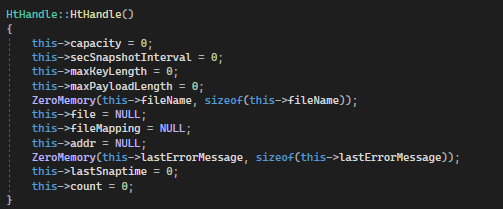 HtHandle::HtHandle()
{
    this->capacity = 0;
    this->secSnapshotInterval = 0;
    this->maxKeyLength = 0;
    this->maxPayloadLength = 0;
    ZeroMemory(this->fileName, sizeof(this->fileName));
    this->file = NULL;
    this->fileMapping = NULL;
    this->addr = NULL;
    ZeroMemory(this->lastErrorMessage, sizeof(this->lastErrorMessage));
    this->lastSnaptime = 0;
    this->count = 0;
}